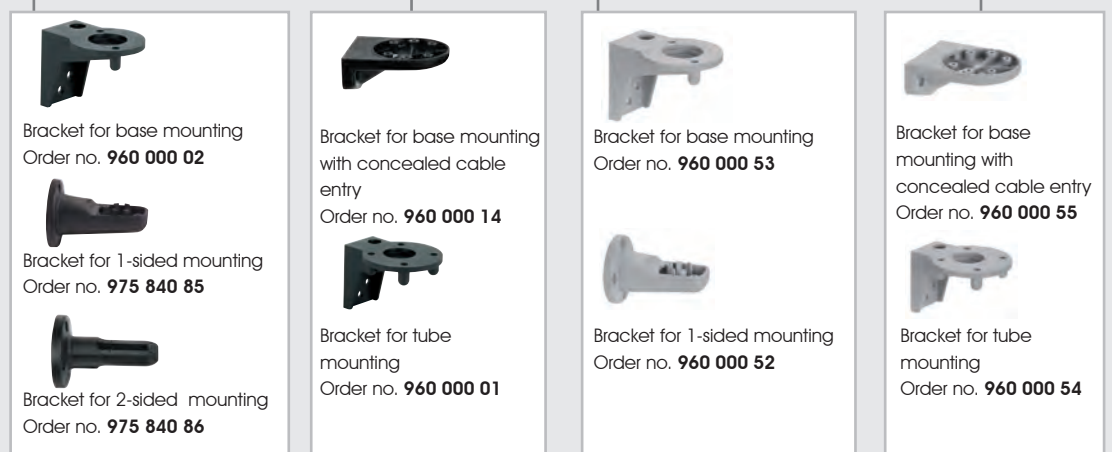 Bracket for base mounting
Order no. 960 000 02
Bracket for 1-sided mounting
Order no. 975 840 85
Bracket for 2-sided  mounting
Order no. 975 840 86
Bracket for base mounting
with concealed cable
entry
Order no. 960 000 14
Bracket for tube
mounting
Order no. 960 000 01
Bracket for base mounting
Order no. 960 000 53
Bracket for 1-sided mounting
Order no. 960 000 52
Bracket for base
mounting with
concealed cable entry
Order no. 960 000 55
Bracket for tube
mounting
Order no. 960 000 54